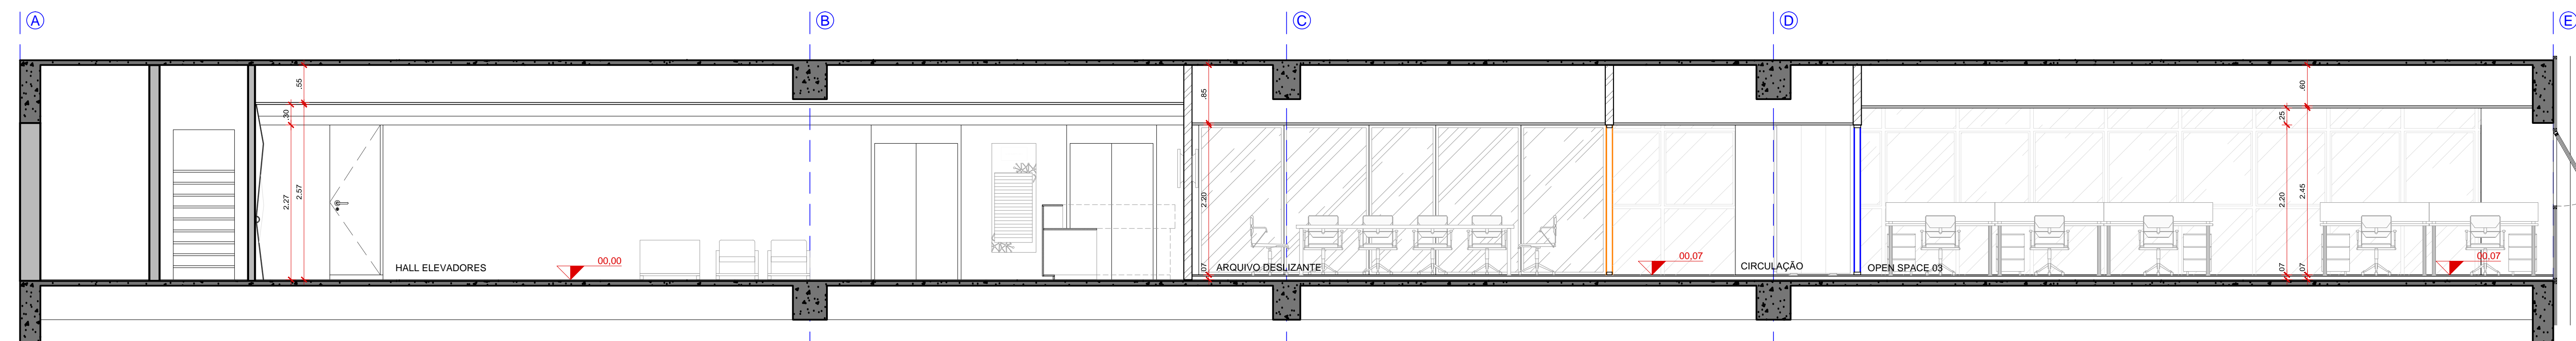 A
B
C
D
E
.55
.30
2.27
2.57
HALL ELEVADORES
00,00
.85
2.20
.07
ARQUIVO DESLIZANTE
00,07
CIRCULAÇÃO
OPEN SPACE 03
.60
.25
2.20
2.45
.07
.07
00.07